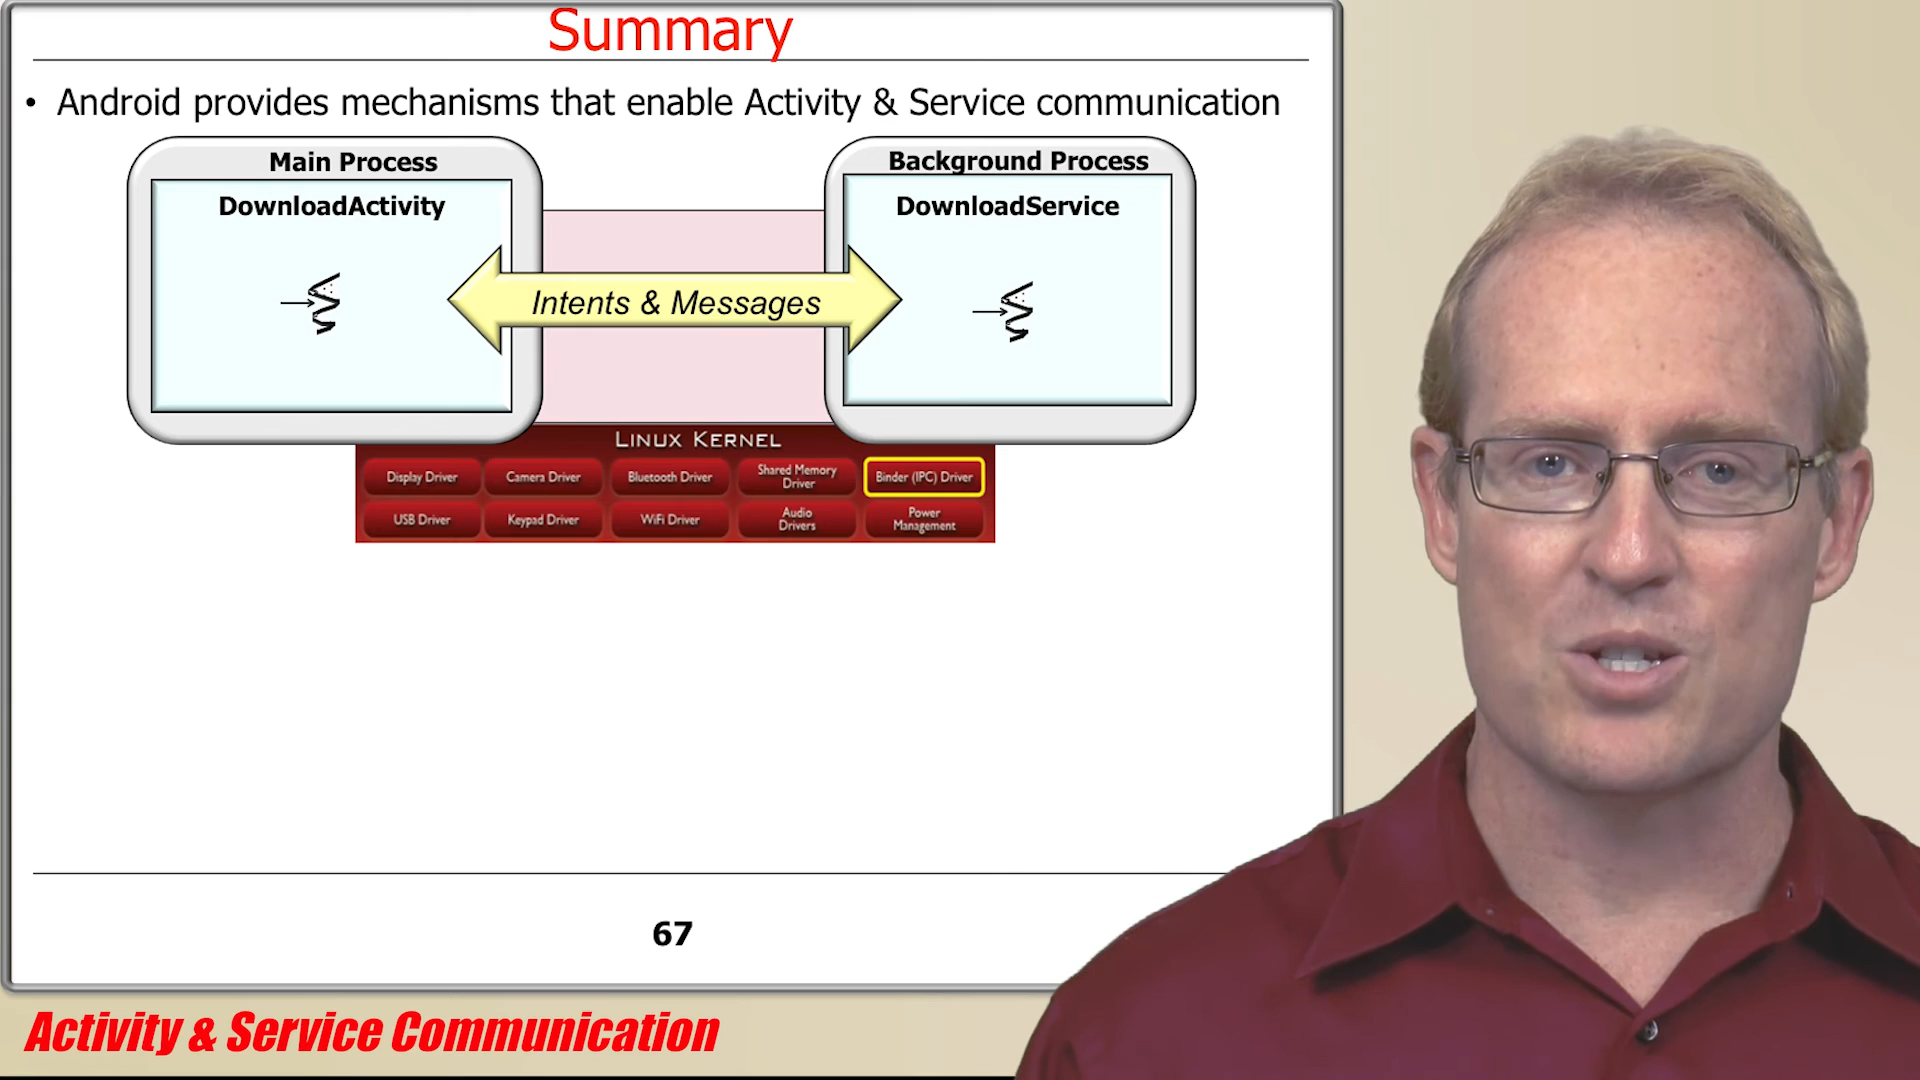 Summary
• Android provides mechanisms that enable Activity & Service communication
Main Process
DownloadActivity
Background Process
DownloadService
Intents & Messages
LINUX KERNEL
Display Driver
Camera Driver
Bluetooth Driver
Shared Memory
Driver
Binder (IPC) Driver
USB Driver
Keypad Driver
WiFi Driver
Audio
Drivers
Power
Management
67
Activity & Service Communication